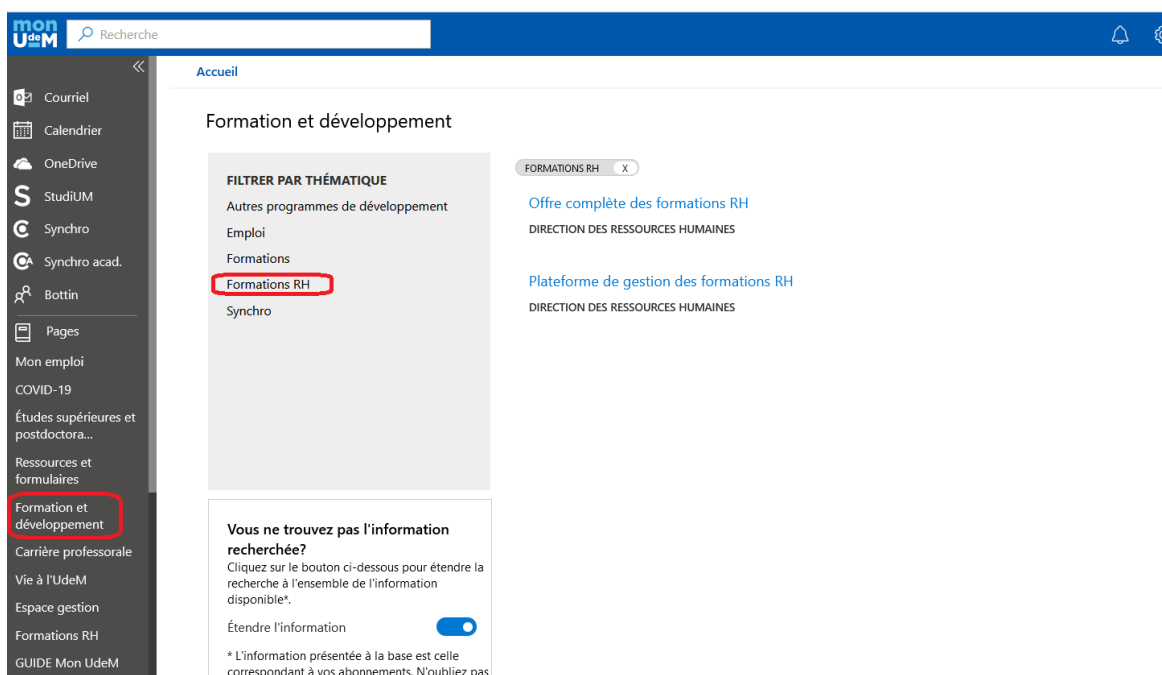 mon
UdeM
Recherche
Courriel
Calendrier
OneDrive
StudiUM
Synchro
Synchro acad.
Bottin
Pages
Mon emploi
COVID-19
Études supérieures et
postdoctora...
Ressources et
formulaires
Formation et
développement
Carrière professorale
Vie à l'UdeM
Espace gestion
Formations RH
GUIDE Mon UdeM
Accueil
Formation et développement
FILTRER PAR THÉMATIQUE
Autres programmes de développement
Emploi
Formations
Formations RH
Synchro
FORMATIONS RH X
Offre complète des formations RH
DIRECTION DES RESSOURCES HUMAINES
Plateforme de gestion des formations RH
DIRECTION DES RESSOURCES HUMAINES
Vous ne trouvez pas l'information
recherchée?
Cliquez sur le bouton ci-dessous pour étendre la
recherche à l'ensemble de l'information
disponible*.
Étendre l'information
* L'information présentée à la base est celle
correspondant à vos abonnements. N'oubliez pas